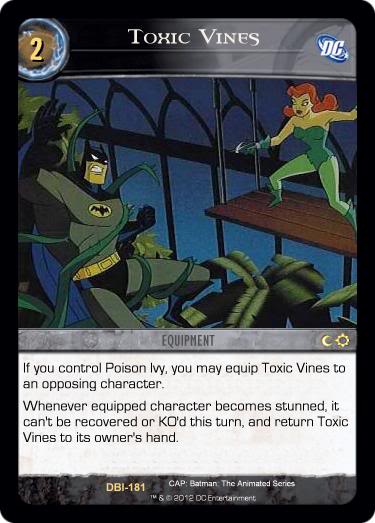 2
TOXIC VINES
DC
EQUIPMENT
If you control Poison Ivy, you may equip Toxic Vines to
an opposing character.
Whenever equipped character becomes stunned, it
can't be recovered or KO'd this turn, and return Toxic
Vines to its owner's hand.
DBI-181
CAP: Batman: The Animated Series
™ & © 2012 DC Entertainment